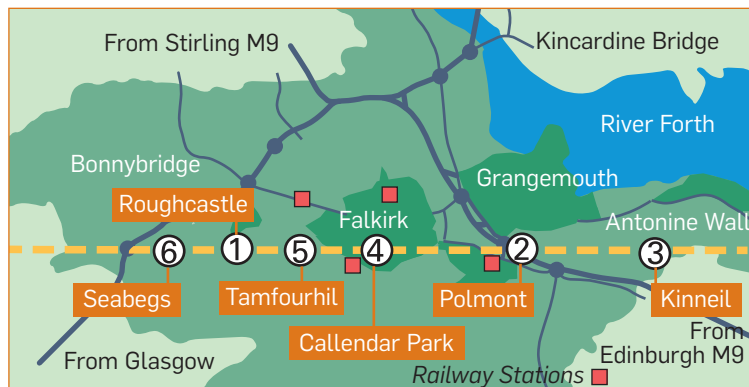 From Stirling M9
Kincardine Bridge
River Forth
Bonnybridge
Grangemouth
Roughcastle
Falkirk
Antonine Wall
6
1
5
4
2
3
Seabegs
Tamfourhil
Polmont
Kinneil
Callendar Park
From Glasgow
From
Edinburgh M9
Railway Stations